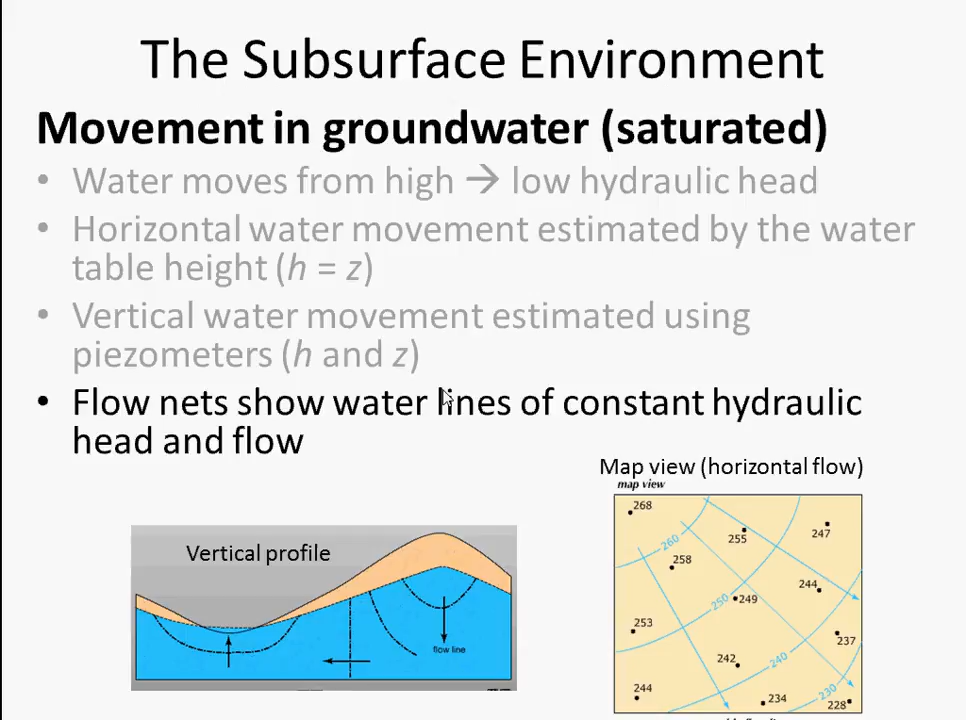 The Subsurface Environment
Movement in groundwater (saturated)
• Water moves from high → low hydraulic head
• Horizontal water movement estimated by the water
table height (h = z)
• Vertical water movement estimated using
piezometers (h and z)
• Flow nets show water lines of constant hydraulic
head and flow
Map view (horizontal flow)
map view
Vertical profile
flow line
268
260
255
247
258
250
249
244
253
237
242
240
244
234
230
228